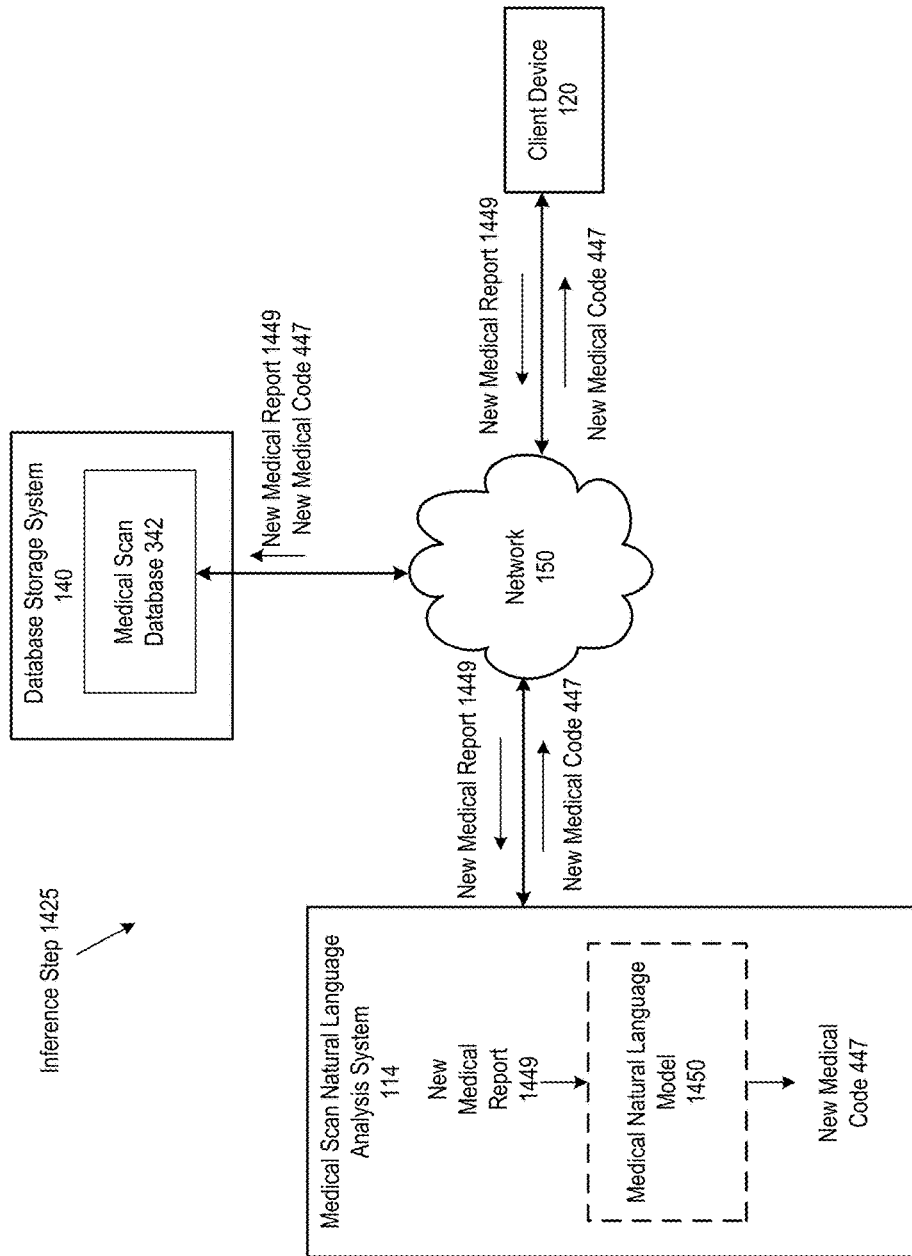 Inference Step 1425
Database Storage System
140
Medical Scan
Database 342
New Medical Report 1449
New Medical Code 447
Medical Scan Natural Language
Analysis System
114
New
Medical
Report
1449
Medical Natural Language
Model
1450
New Medical
Code 447
New Medical Report 1449
New Medical Code 447
Network
150
New Medical Report 1449
New Medical Code 447
Client Device
120